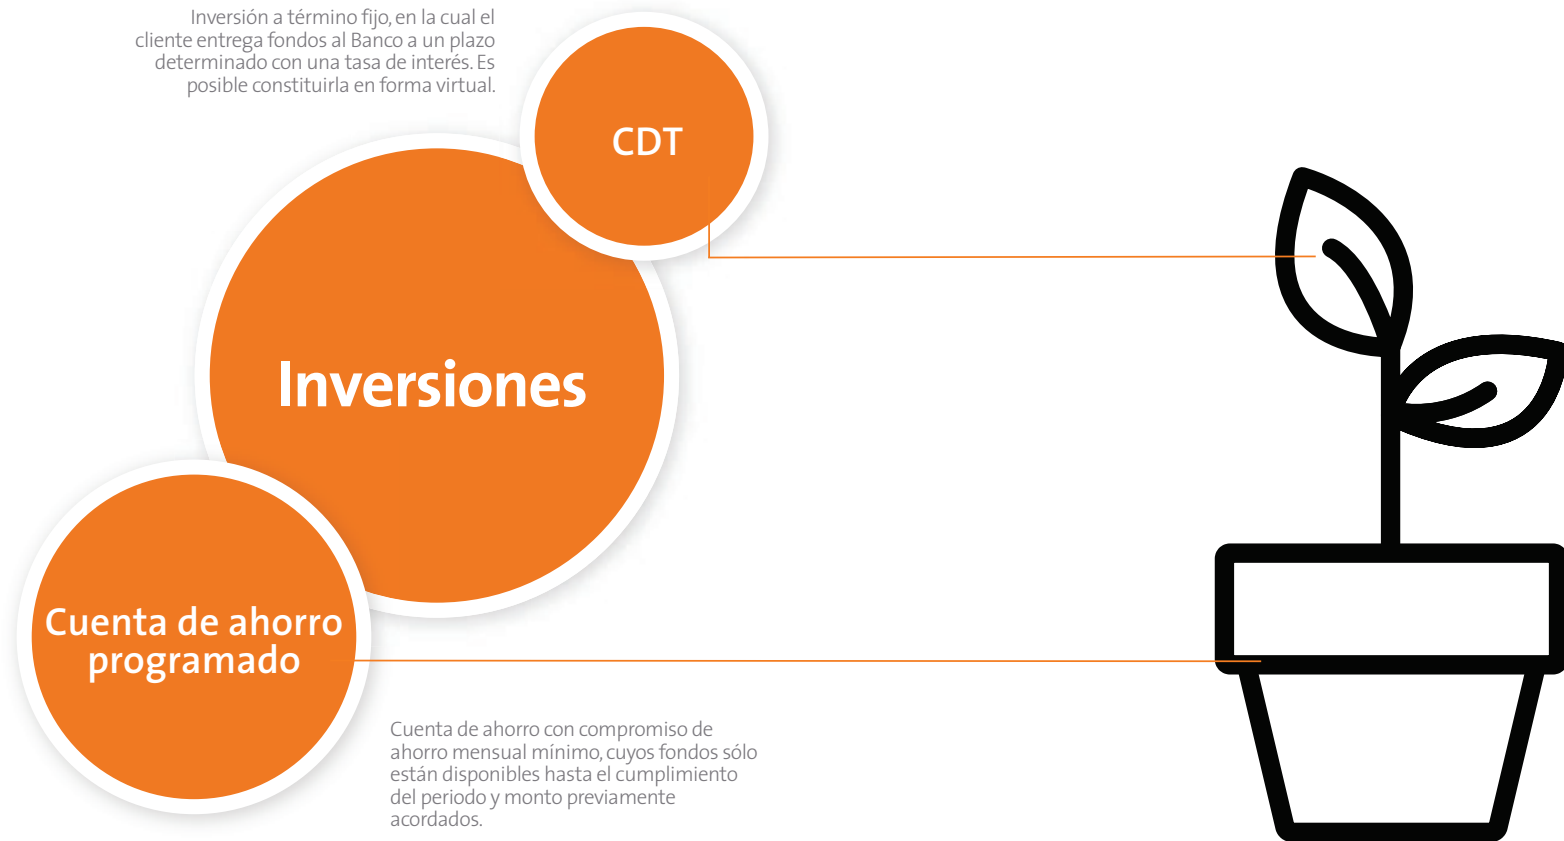 Inversión a término fijo, en la cual el
cliente entrega fondos al Banco a un plazo
determinado con una tasa de interés. Es
posible constituirla en forma virtual.
CDT
Inversiones
Cuenta de ahorro
programado
Cuenta de ahorro con compromiso de
ahorro mensual mínimo, cuyos fondos sólo
están disponibles hasta el cumplimiento
del periodo y monto previamente
acordados.